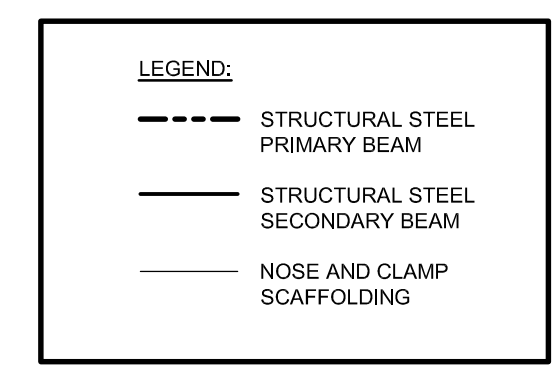 LEGEND:
STRUCTURAL STEEL
PRIMARY BEAM
STRUCTURAL STEEL
SECONDARY BEAM
NOSE AND CLAMP
SCAFFOLDING